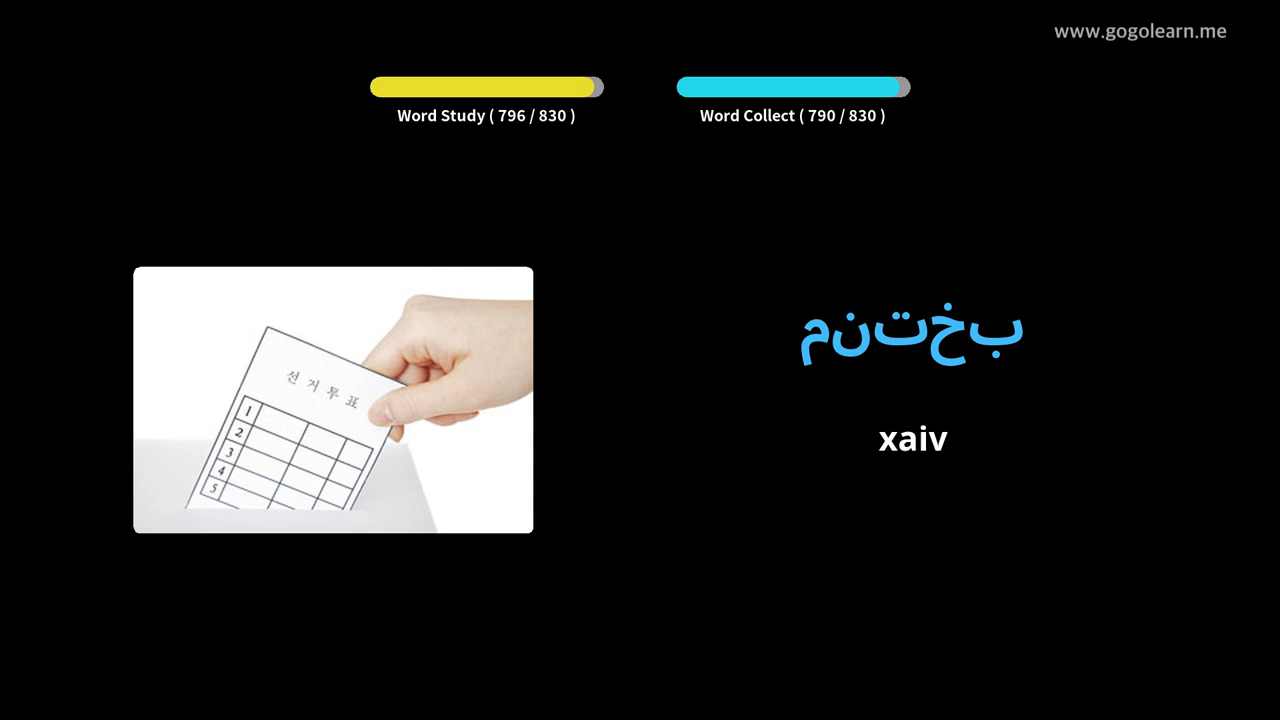 www.gogolearn.me
Word Study ( 796 / 830 )
Word Collect ( 790 / 830 )
선거투표
1
2
3
4
5
بختنم
xaiv